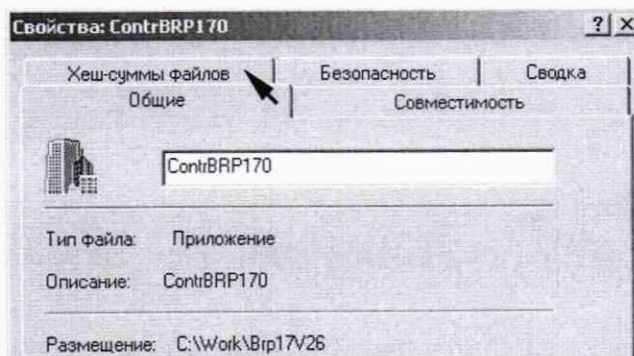 Свойства: ContrBRP170
Хеш-суммы файлов Безопасность Сводка
Общие Совместимость
ContrBRP170
Тип файла: Приложение
Описание: ContrBRP170
Размещение: C:\Work\Brp17V26